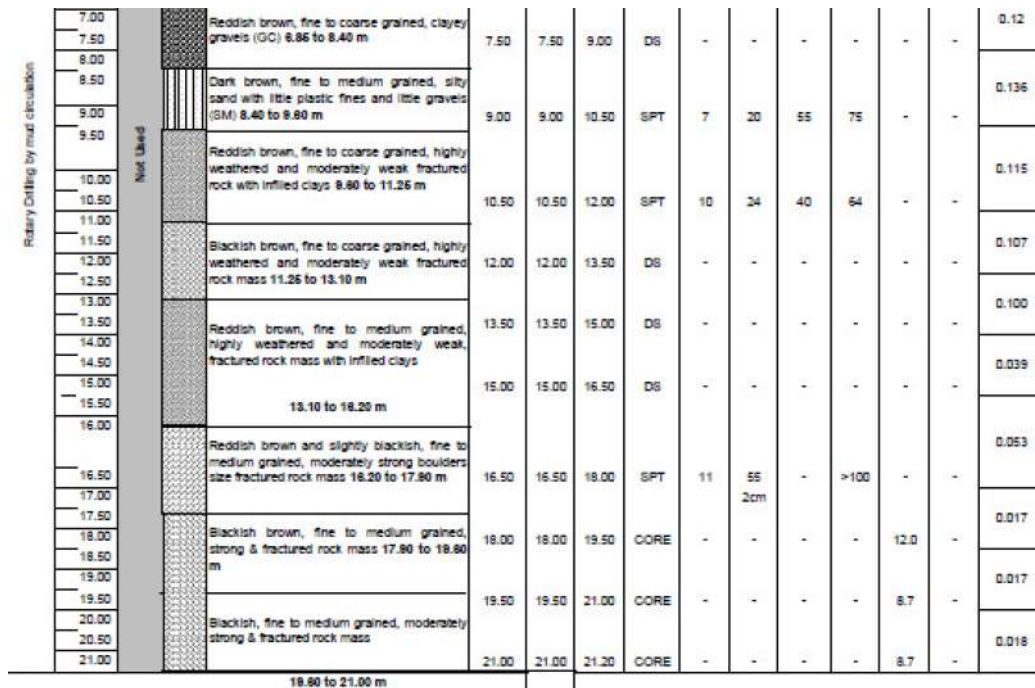 Rotary Drilling by mud circulation
Not Used
7.00
7.50
8.00
8.50
9.00
9.50
10.00
10.50
11.00
11.50
12.00
12.50
13.00
13.50
14.00
14.50
15.00
15.50
16.00
16.50
17.00
17.50
18.00
18.50
19.00
19.50
20.00
20.50
21.00
Reddish brown, fine to coarse grained, clayey
gravels (GC) 6.85 to 8.40 m
Dark brown, fine to medium grained, silty
sand with little plastic fines and little gravels
(SM) 8.40 to 9.60 m
Reddish brown, fine to coarse grained, highly
weathered and moderately weak fractured
rock with infilled clays 9.60 to 11.25 m
Blackish brown, fine to coarse grained, highly
weathered and moderately weak fractured
rock mass 11.25 to 13.10 m
Reddish brown, fine to medium grained,
highly weathered and moderately weak,
fractured rock mass with infilled clays
13.10 to 16.20 m
Reddish brown and slightly blackish, fine to
medium grained, moderately strong boulders
size fractured rock mass 16.20 to 17.90 m
Blackish brown, fine to medium grained,
strong & fractured rock mass 17.90 to 19.60
m
Blackish, fine to medium grained, moderately
strong & fractured rock mass
19.60 to 21.00 m
7.50 7.50 9.00 DS - - - - - -
9.00 9.00 10.50 SPT 7 20 55 75 - -
10.50 10.50 12.00 SPT 10 24 40 64 - -
12.00 12.00 13.50 DS - - - - - -
13.50 13.50 15.00 DS - - - - - -
15.00 15.00 16.50 DS - - - - - -
16.50 16.50 18.00 SPT 11 55 - >100 - -
2cm
18.00 18.00 19.50 CORE - - - - 12.0 -
19.50 19.50 21.00 CORE - - - - 8.7 -
21.00 21.00 21.20 CORE - - - - 8.7 -
0.12
0.136
0.115
0.107
0.100
0.039
0.053
0.017
0.017
0.018